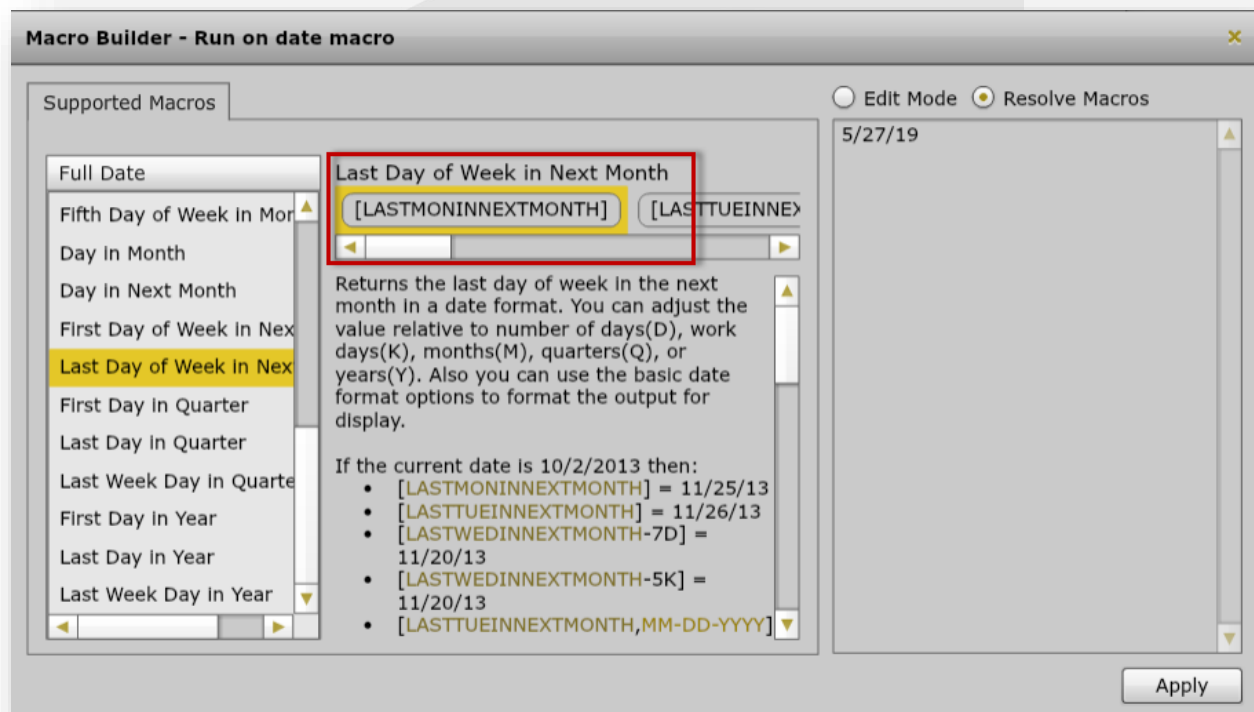 Macro Builder - Run on date macro
Supported Macros
Full Date
Fifth Day of Week in Mor
Day in Month
Day in Next Month
First Day of Week in Nex
Last Day of Week in Nex
First Day in Quarter
Last Day in Quarter
Last Week Day in Quarte
First Day in Year
Last Day in Year
Last Week Day in Year
Last Day of Week in Next Month
[LASTMONINNEXTMONTH] [LASTTUEINNEX
Returns the last day of week in the next
month in a date format. You can adjust the
value relative to number of days(D), work
days(K), months(M), quarters(Q), or
years(Y). Also you can use the basic date
format options to format the output for
display.
If the current date is 10/2/2013 then:
• [LASTMONINNEXTMONTH] = 11/25/13
• [LASTTUEINNEXTMONTH] = 11/26/13
• [LASTWEDINNEXTMONTH-7D] =
11/20/13
• [LASTWEDINNEXTMONTH-5K] =
11/20/13
• [LASTTUEINNEXTMONTH,MM-DD-YYYY]
Edit Mode Resolve Macros
5/27/19
Apply